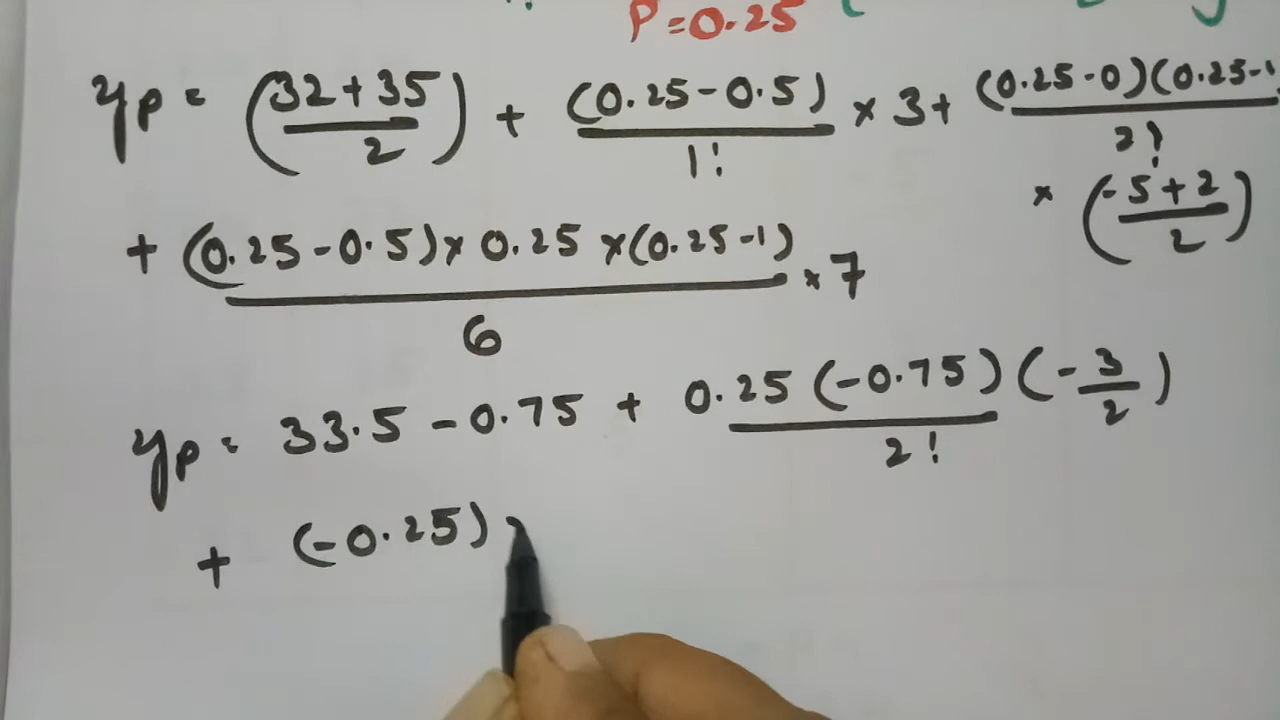 P=0.25
yp = (32+35/2) + (0.25-0.5)/1! × 3 + (0.25-0)(0.25-1/2!
× (-5+2/2)
+ (0.25-0.5)× 0.25 ×(0.25-1)/6 × 7
yp = 33.5 - 0.75 + 0.25(-0.75)/2! (-3/2)
+ (-0.25)